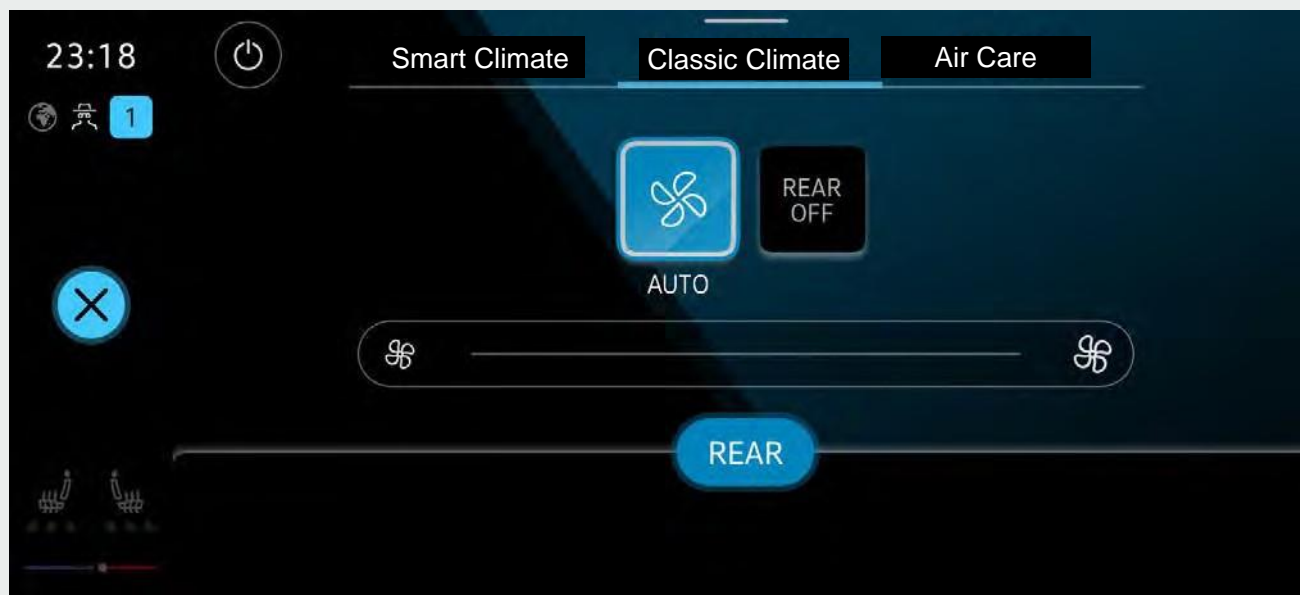 23:18
Smart Climate
Classic Climate
Air Care
1
REAR
OFF
AUTO
REAR